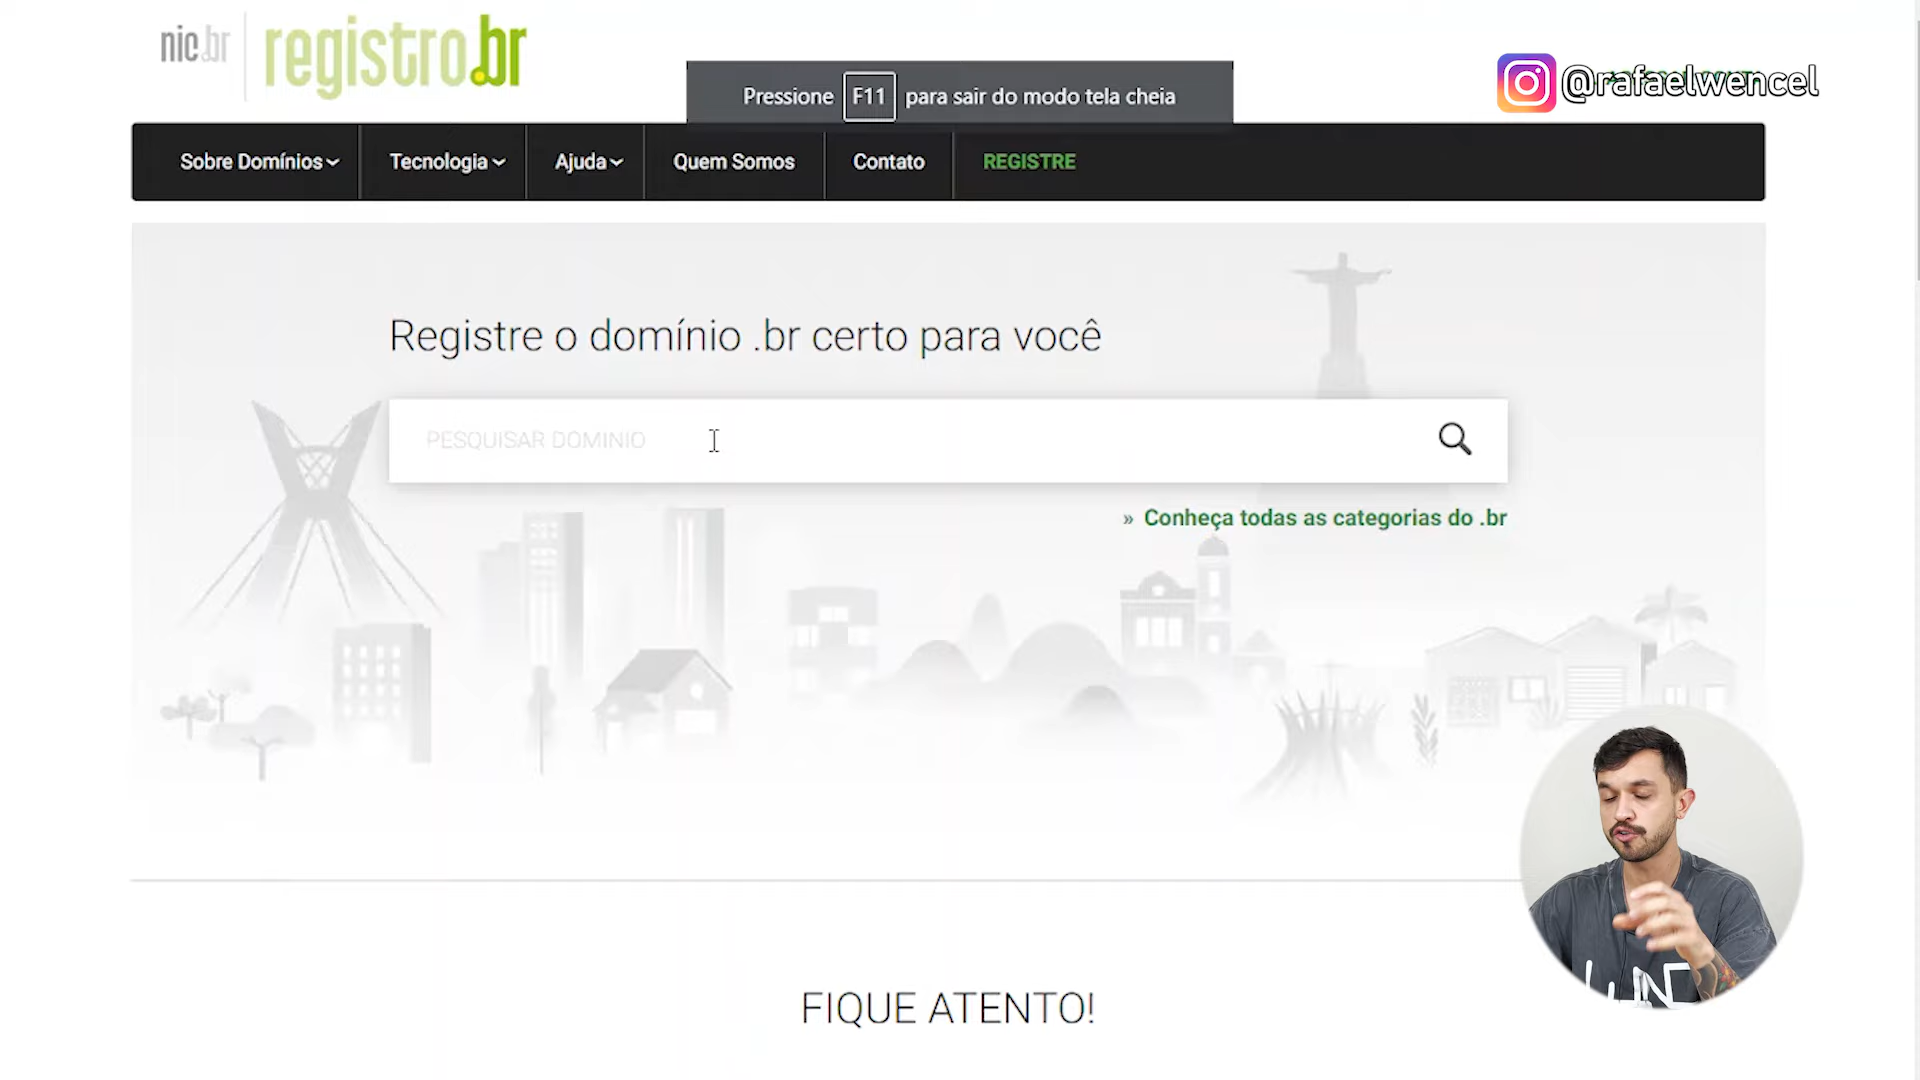 nic.br
registro.br
Pressione F11 para sair do modo tela cheia
@rafaelwencel
Sobre Domínios
Tecnologia
Ajuda
Quem Somos
Contato
REGISTRE
Registre o domínio .br certo para você
PESQUISAR DOMINIO
» Conheça todas as categorias do .br
FIQUE ATENTO!